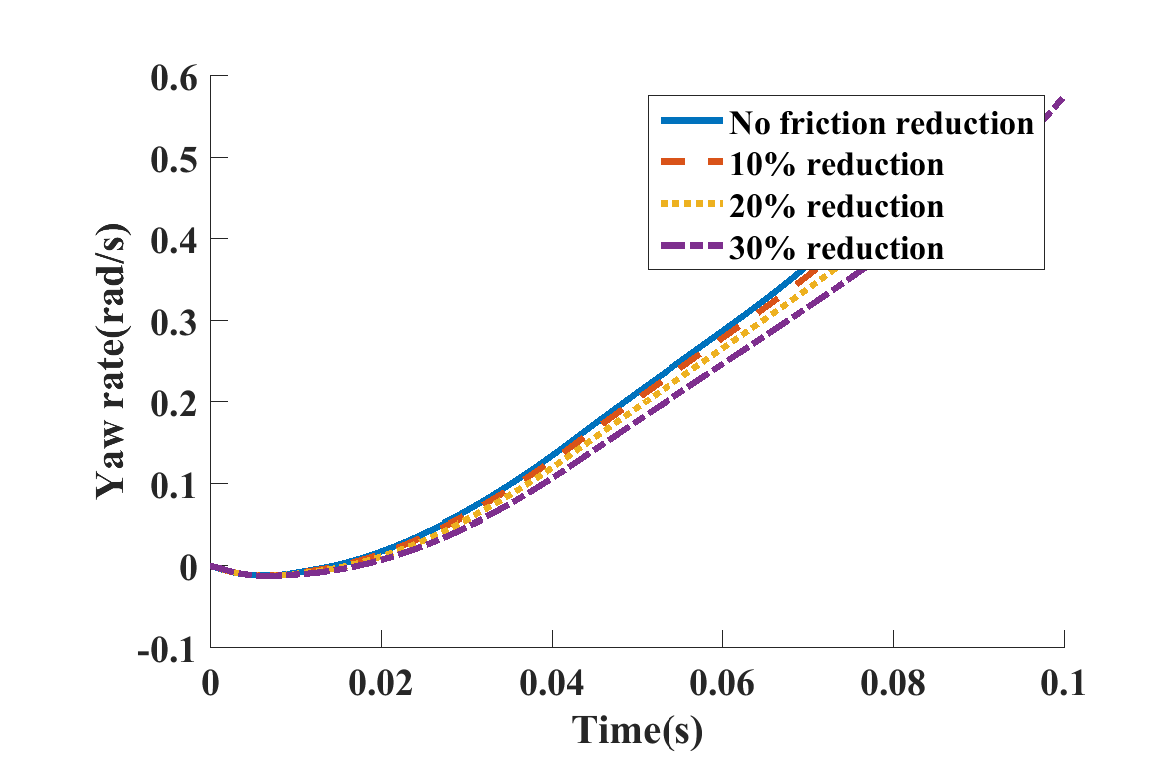 0.6
0.5
0.4
0.3
0.2
0.1
0
-0.1
Yaw rate(rad/s)
No friction reduction
10% reduction
20% reduction
30% reduction
0 0.02 0.04 0.06 0.08 0.1
Time(s)